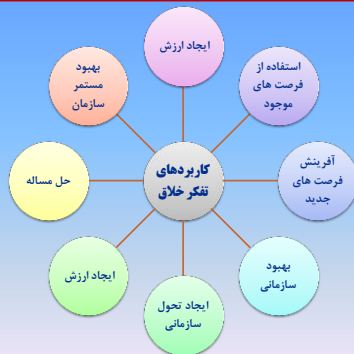 کاربردهای
تفکر خلاق
ایجاد ارزش
استفاده از
فرصت های
موجود
آفرینش
فرصت های
جدید
بهبود
سازمانی
ایجاد تحول
سازمانی
ایجاد ارزش
حل مساله
بهبود
مستمر
سازمان